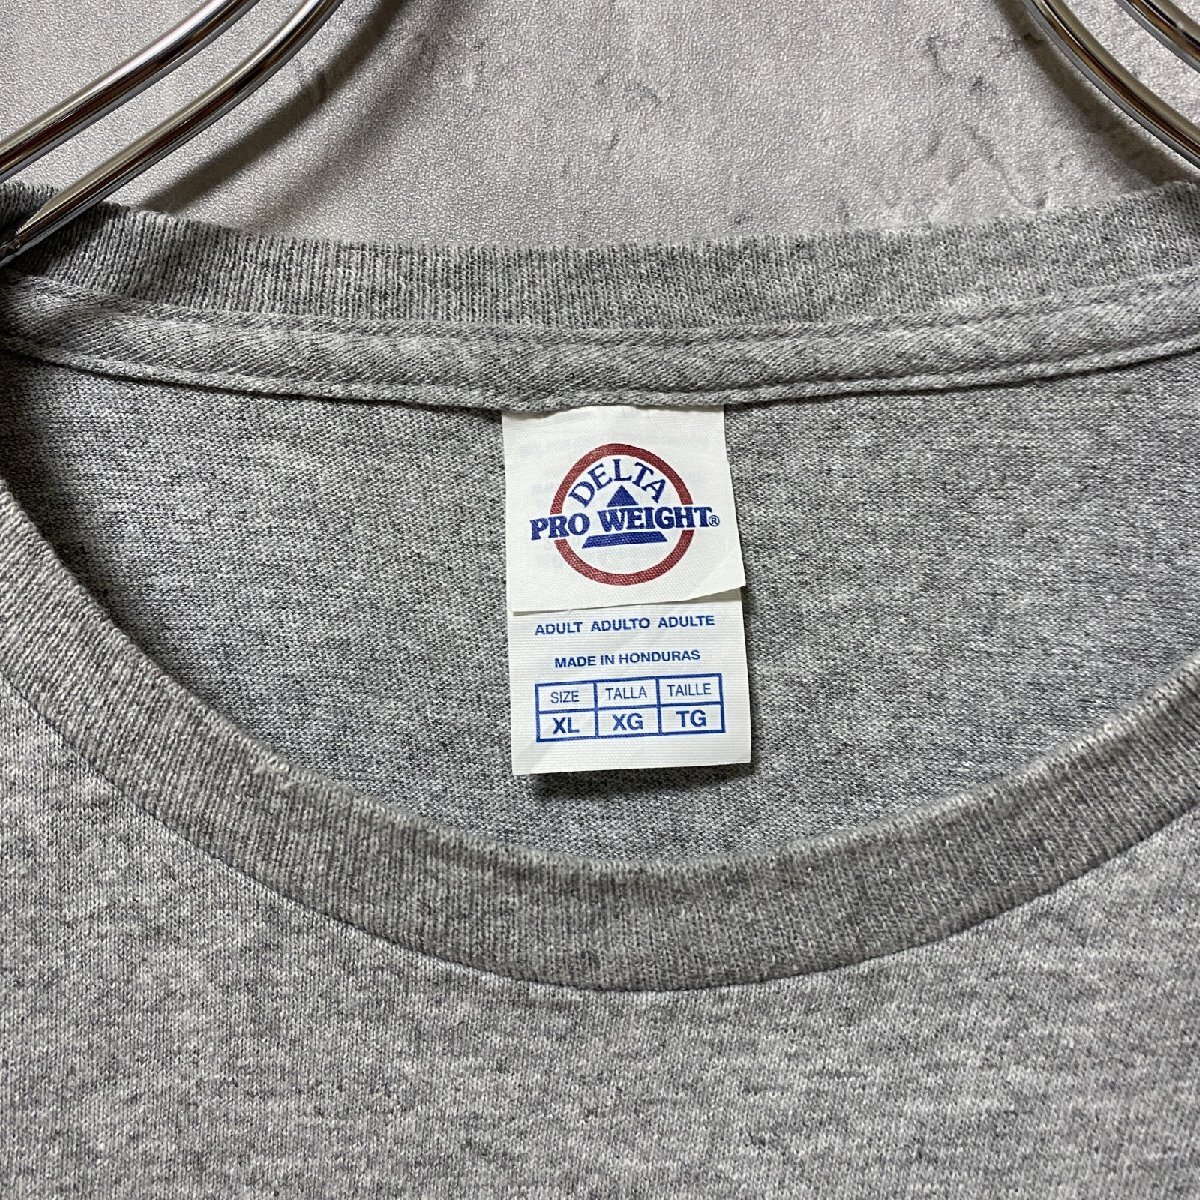 DELTA
PRO WEIGHT®
ADULT ADULTO ADULTE
MADE IN HONDURAS
SIZE TALLA TAILLE
XL XG TG